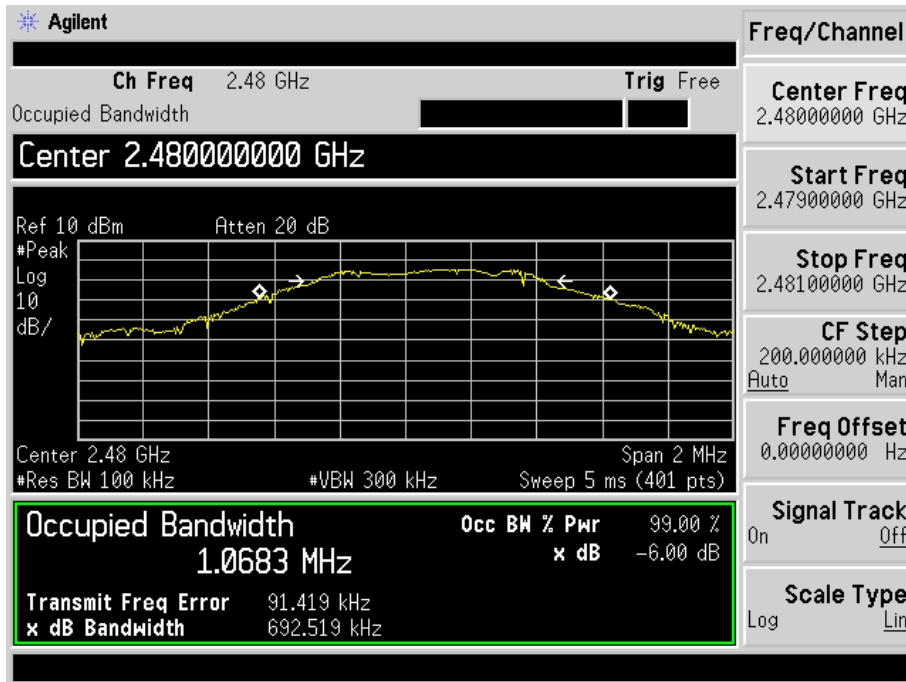 Agilent
Freq/Channel
Ch Freq 2.48 GHz Trig Free
Occupied Bandwidth
Center 2.480000000 GHz
Ref 10 dBm Atten 20 dB
#Peak
Log
10
dB/
Center 2.48 GHz Span 2 MHz
#Res BW 100 kHz #VBW 300 kHz Sweep 5 ms (401 pts)
Occupied Bandwidth
1.0683 MHz
Occ BW % Pwr 99.00 %
x dB -6.00 dB
Transmit Freq Error 91.419 kHz
x dB Bandwidth 692.519 kHz
Center Freq
2.48000000 GHz
Start Freq
2.47900000 GHz
Stop Freq
2.48100000 GHz
CF Step
200.000000 kHz
Auto Man
Freq Offset
0.00000000 Hz
Signal Track
On Off
Scale Type
Log Lin